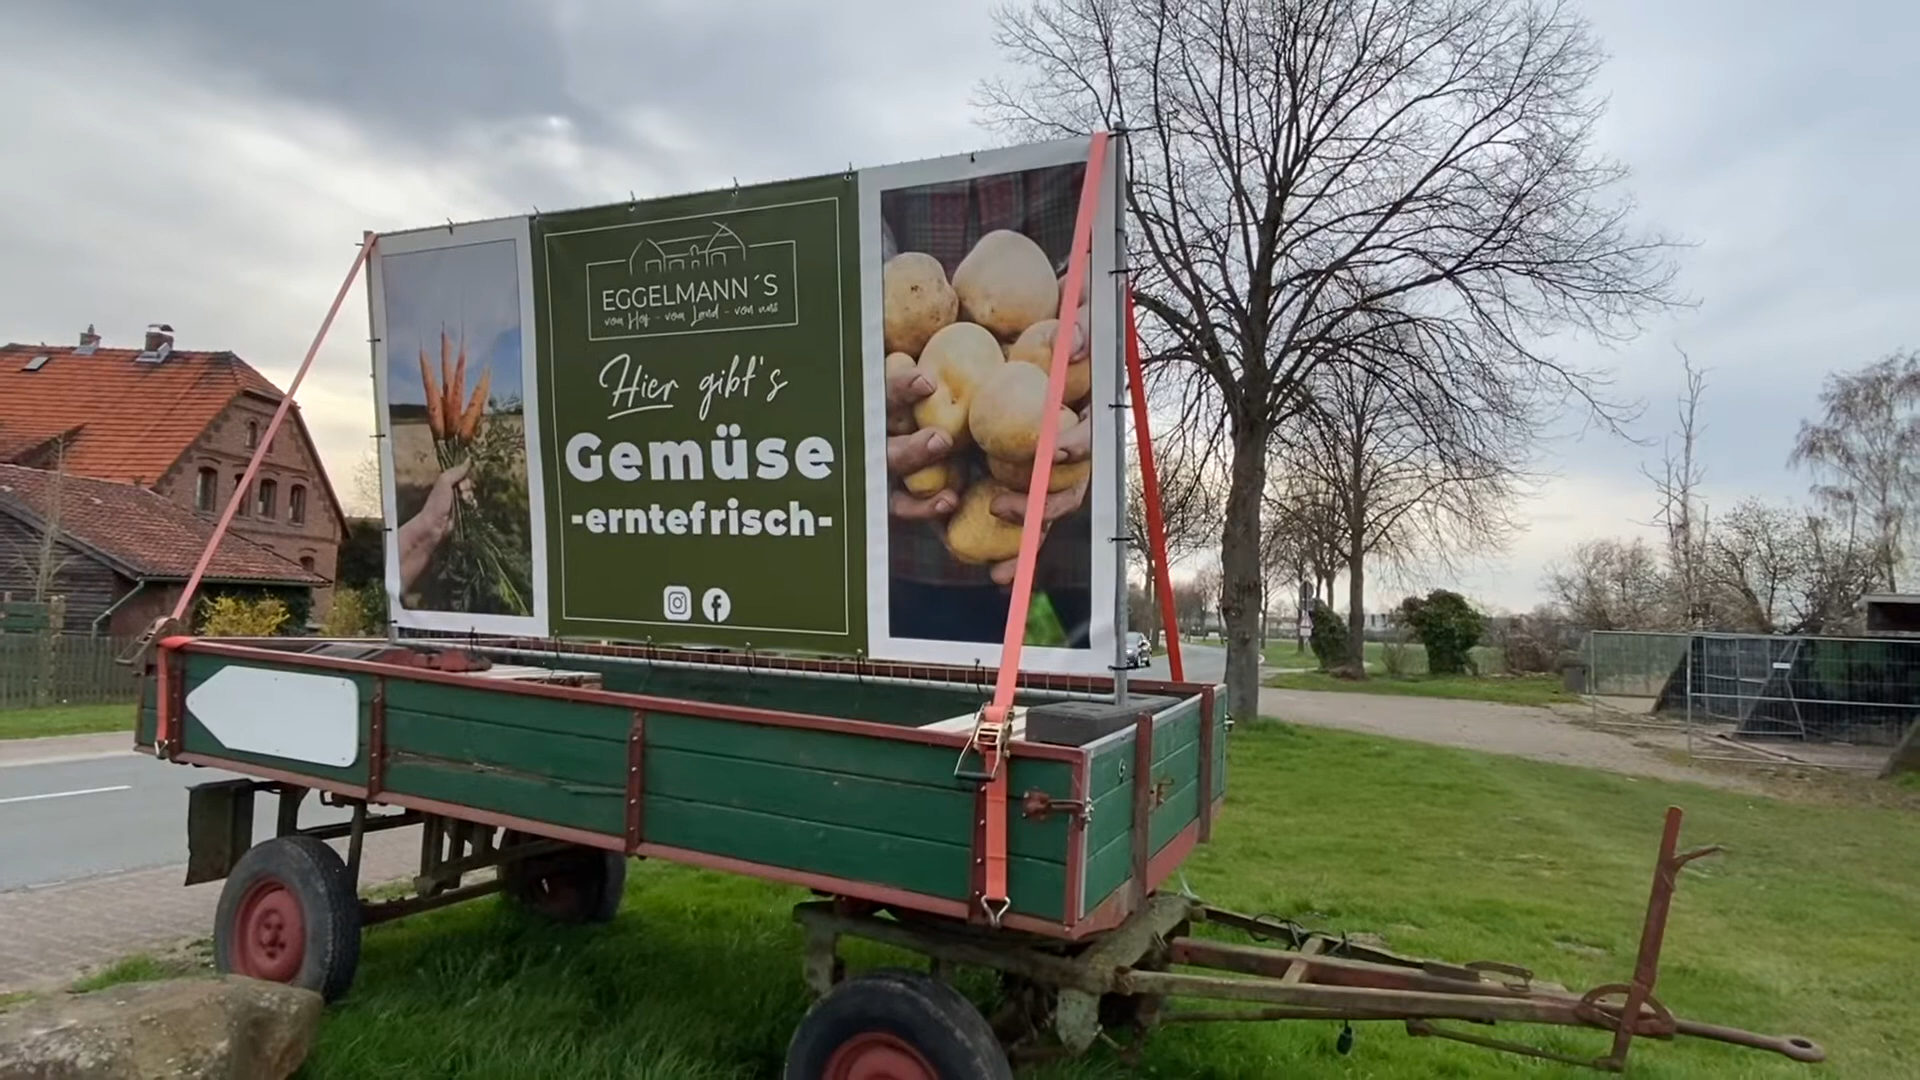 EGGELMANN´S
vom Hof - vom Land - von uns
Hier gibt's
Gemüse
-erntefrisch-